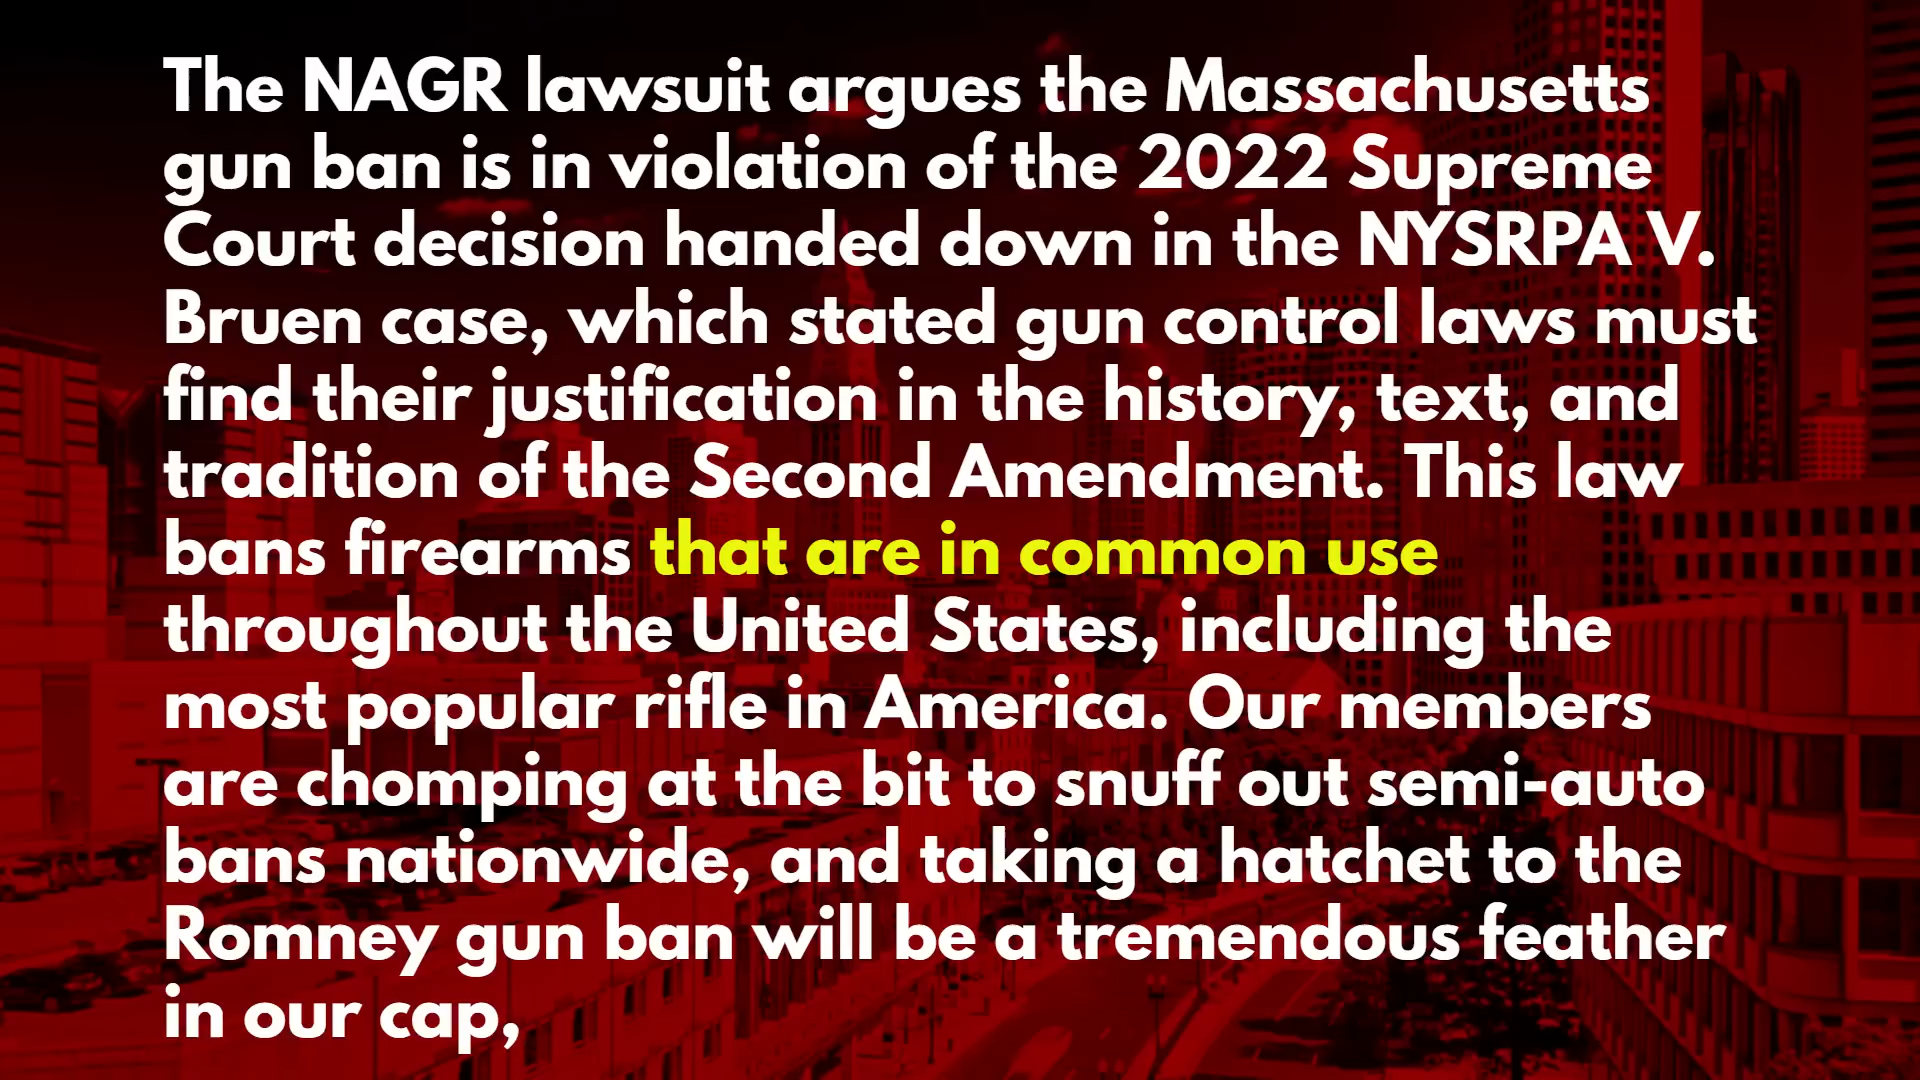 The NAGR lawsuit argues the Massachusetts
gun ban is in violation of the 2022 Supreme
Court decision handed down in the NYSRPA V.
Bruen case, which stated gun control laws must
find their justification in the history, text, and
tradition of the Second Amendment. This law
bans firearms that are in common use
throughout the United States, including the
most popular rifle in America. Our members
are chomping at the bit to snuff out semi-auto
bans nationwide, and taking a hatchet to the
Romney gun ban will be a tremendous feather
in our cap,